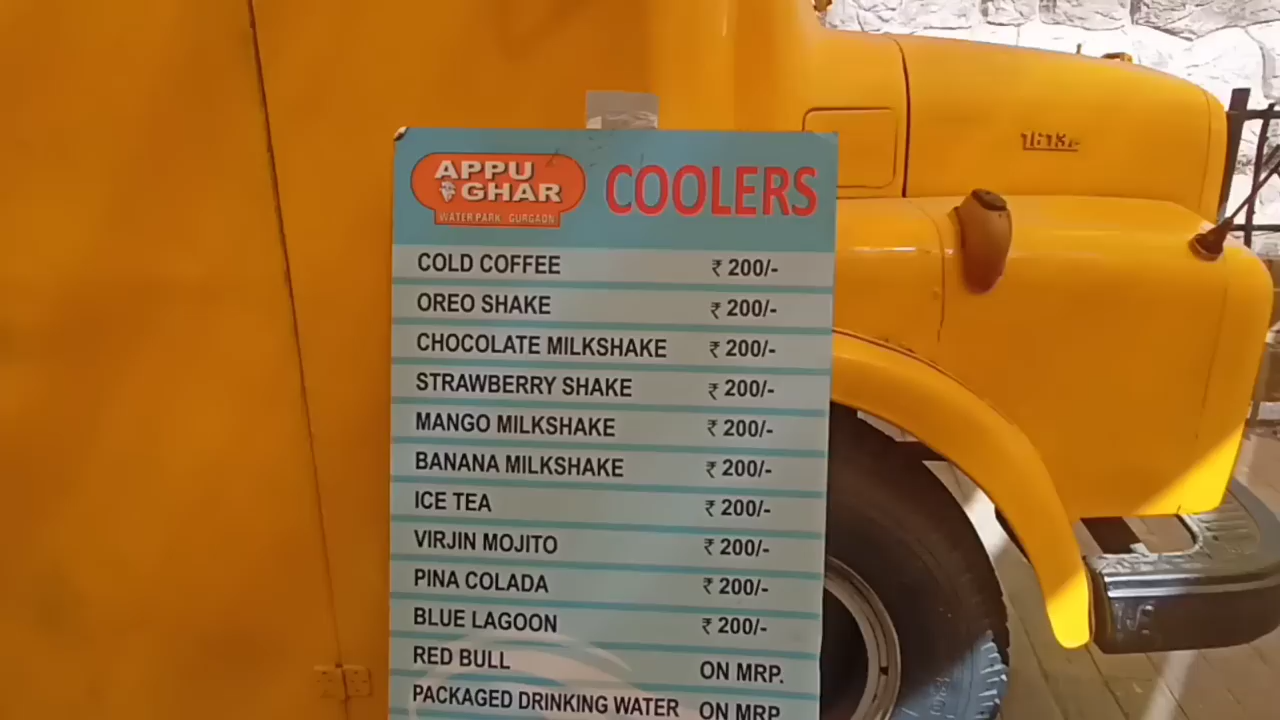 APPU
GHAR
WATER PARK GURGAON
COOLERS
COLD COFFEE ₹ 200/-
OREO SHAKE ₹ 200/-
CHOCOLATE MILKSHAKE ₹ 200/-
STRAWBERRY SHAKE ₹ 200/-
MANGO MILKSHAKE ₹ 200/-
BANANA MILKSHAKE ₹ 200/-
ICE TEA ₹ 200/-
VIRJIN MOJITO ₹ 200/-
PINA COLADA ₹ 200/-
BLUE LAGOON ₹ 200/-
RED BULL ON MRP.
PACKAGED DRINKING WATER ON MRP
1613